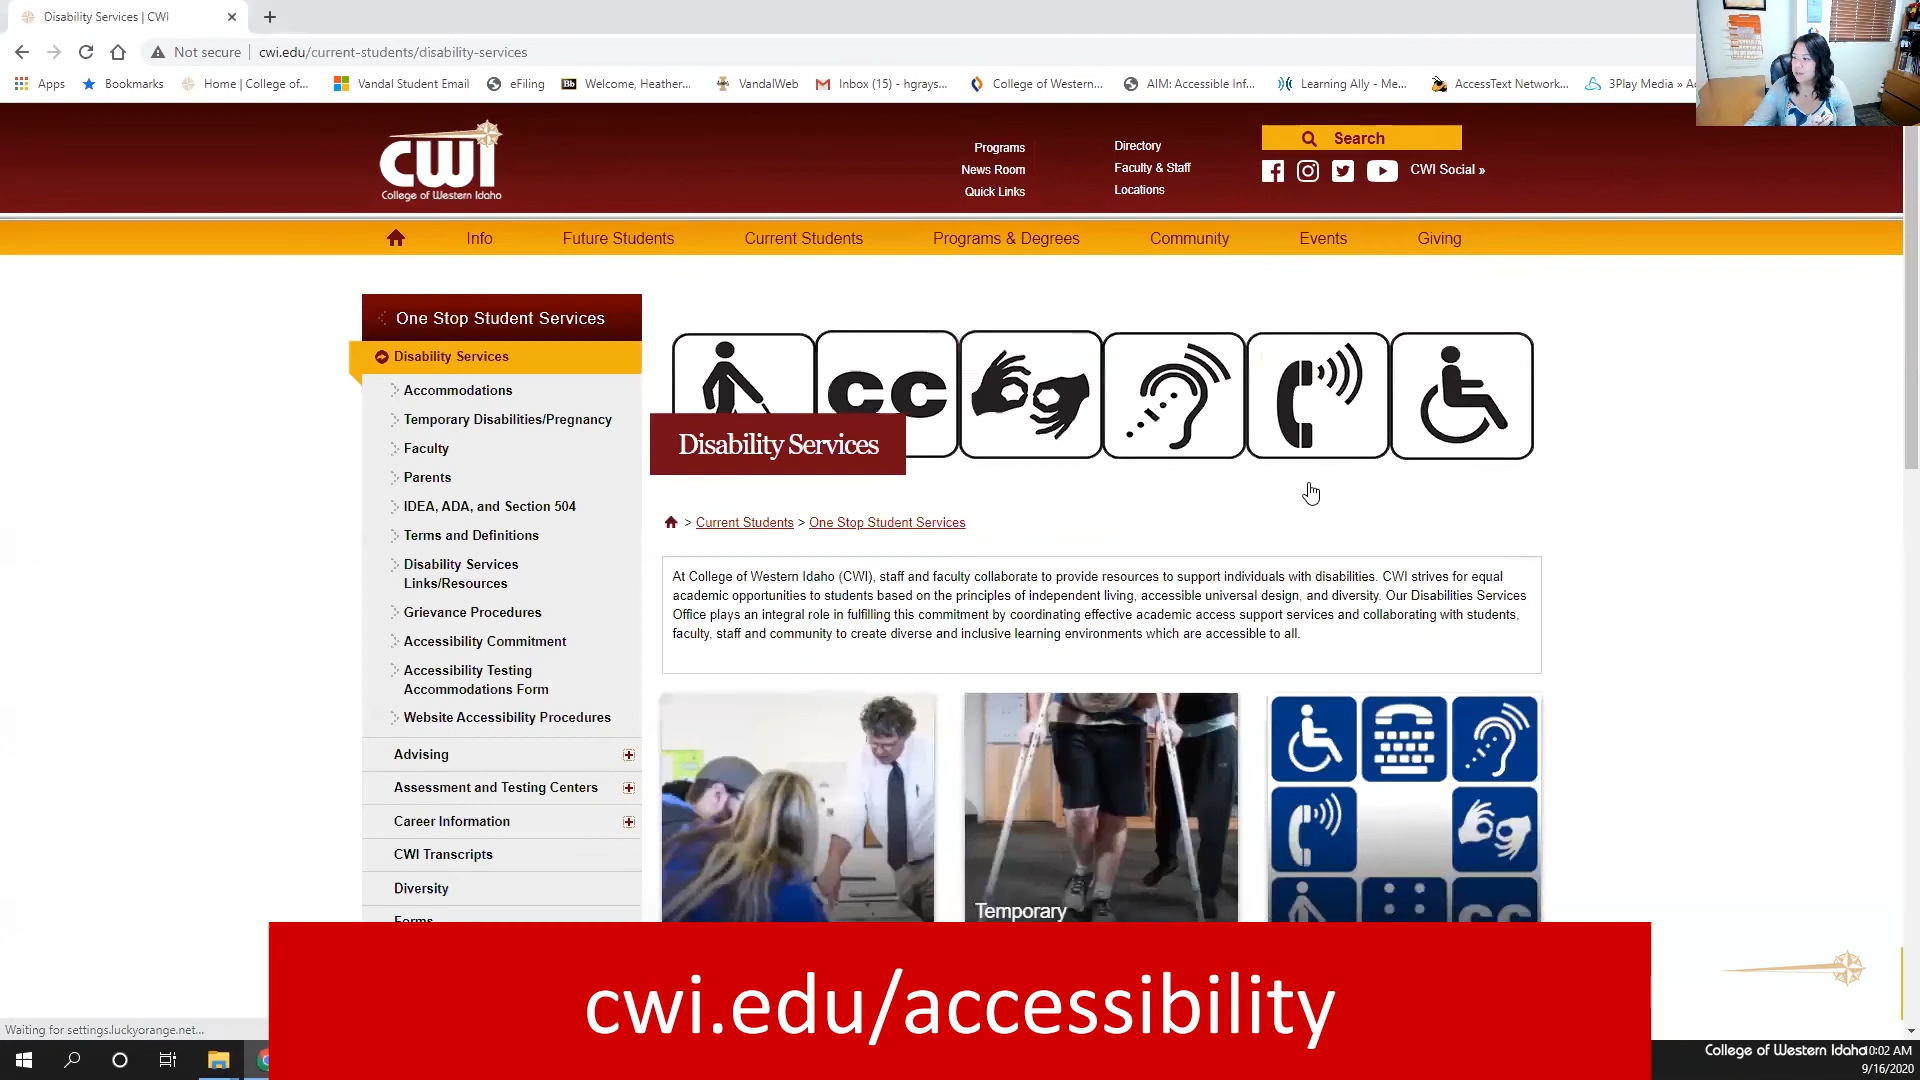 Disability Services | CWI
Not secure
cwi.edu/current-students/disability-services
Apps
Bookmarks
Home | College of...
Vandal Student Email
eFiling
Bb
Welcome, Heather...
VandalWeb
Inbox (15) - hgrays...
College of Western...
AIM: Accessible Inf...
Learning Ally - Me...
AccessText Network...
3Play Media » A
CWI
College of Western Idaho
Programs
News Room
Quick Links
Directory
Faculty & Staff
Locations
Search
CWI Social »
Info
Future Students
Current Students
Programs & Degrees
Community
Events
Giving
One Stop Student Services
Disability Services
Accommodations
Temporary Disabilities/Pregnancy
Faculty
Parents
IDEA, ADA, and Section 504
Terms and Definitions
Disability Services
Links/Resources
Grievance Procedures
Accessibility Commitment
Accessibility Testing
Accommodations Form
Website Accessibility Procedures
Advising
Assessment and Testing Centers
Career Information
CWI Transcripts
Diversity
Forms
CC
Disability Services
> Current Students > One Stop Student Services
At College of Western Idaho (CWI), staff and faculty collaborate to provide resources to support individuals with disabilities. CWI strives for equal
academic opportunities to students based on the principles of independent living, accessible universal design, and diversity. Our Disabilities Services
Office plays an integral role in fulfilling this commitment by coordinating effective academic access support services and collaborating with students,
faculty, staff and community to create diverse and inclusive learning environments which are accessible to all.
Temporary
CC
cwi.edu/accessibility
Waiting for settings.luckyorange.net...
College of Western Idaho
10:02 AM
9/16/2020